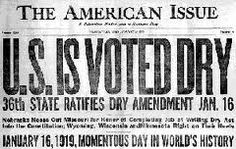 THE AMERICAN ISSUE
U.S. IS VOTED DRY
36th STATE RATIFIES DRY AMENDMENT JAN. 16
Nebraska Noses Out Missouri for Honor of Completing Job of Writing Dry Act
Into the Constitution; Wyoming, Wisconsin and Minnesota Right on Their Heels
JANUARY 16, 1919, MOMENTOUS DAY IN WORLD'S HISTORY